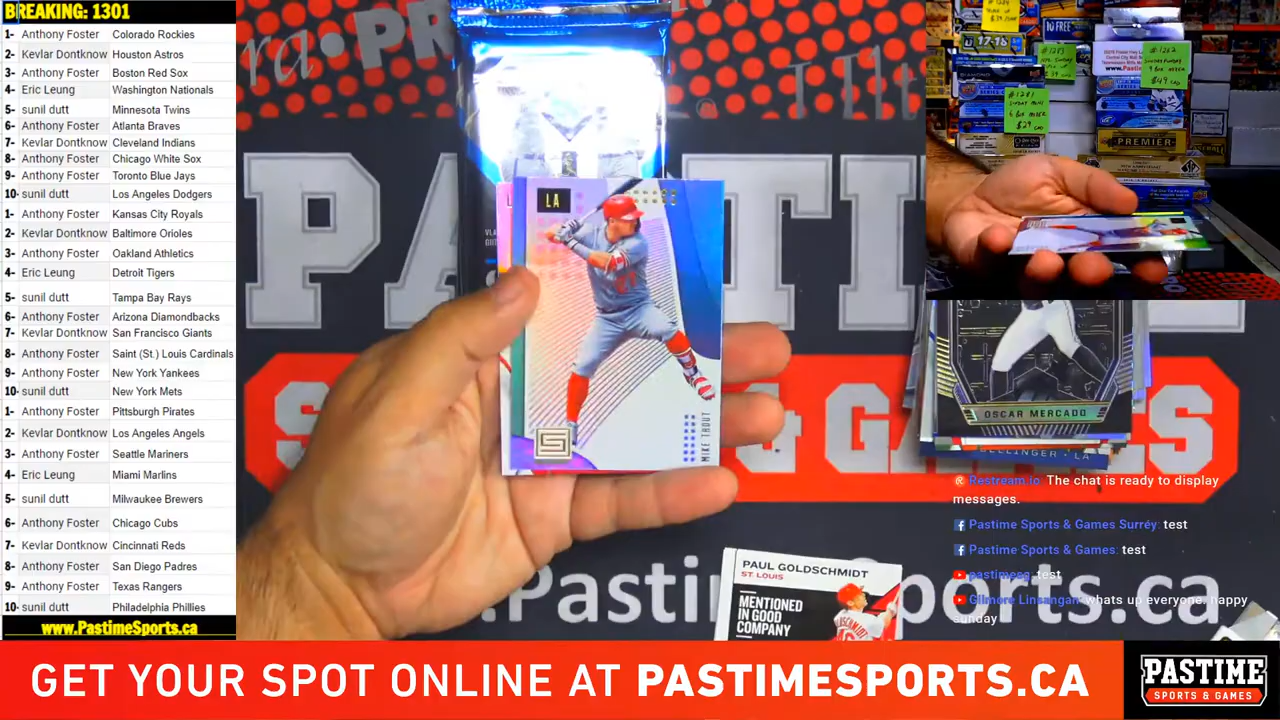 BREAKING: 1301
1- Anthony Foster Colorado Rockies
2- Kevlar Dontknow Houston Astros
3- Anthony Foster Boston Red Sox
4- Eric Leung Washington Nationals
5- sunil dutt Minnesota Twins
6- Anthony Foster Atlanta Braves
7- Kevlar Dontknow Cleveland Indians
8- Anthony Foster Chicago White Sox
9- Anthony Foster Toronto Blue Jays
10- sunil dutt Los Angeles Dodgers
1- Anthony Foster Kansas City Royals
2- Kevlar Dontknow Baltimore Orioles
3- Anthony Foster Oakland Athletics
4- Eric Leung Detroit Tigers
5- sunil dutt Tampa Bay Rays
6- Anthony Foster Arizona Diamondbacks
7- Kevlar Dontknow San Francisco Giants
8- Anthony Foster Saint (St.) Louis Cardinals
9- Anthony Foster New York Yankees
10- sunil dutt New York Mets
1- Anthony Foster Pittsburgh Pirates
2- Kevlar Dontknow Los Angeles Angels
3- Anthony Foster Seattle Mariners
4- Eric Leung Miami Marlins
5- sunil dutt Milwaukee Brewers
6- Anthony Foster Chicago Cubs
7- Kevlar Dontknow Cincinnati Reds
8- Anthony Foster San Diego Padres
9- Anthony Foster Texas Rangers
10- sunil dutt Philadelphia Phillies
www.PastimeSports.ca
LA
MIKE TROUT
PAUL GOLDSCHMIDT
ST. LOUIS
MENTIONED
IN GOOD
COMPANY
17-18
PREMIER
OSCAR MERCADO
BELLINGER • LA
GAMES
.PastimeSports.ca
Restream.io The chat is ready to display
messages.
Pastime Sports & Games Surrey: test
Pastime Sports & Games: test
pastimesg: test
Gilmore Linsangan: whats up everyone, happy
sunday
GET YOUR SPOT ONLINE AT PASTIMESPORTS.CA
PASTIME
SPORTS & GAMES